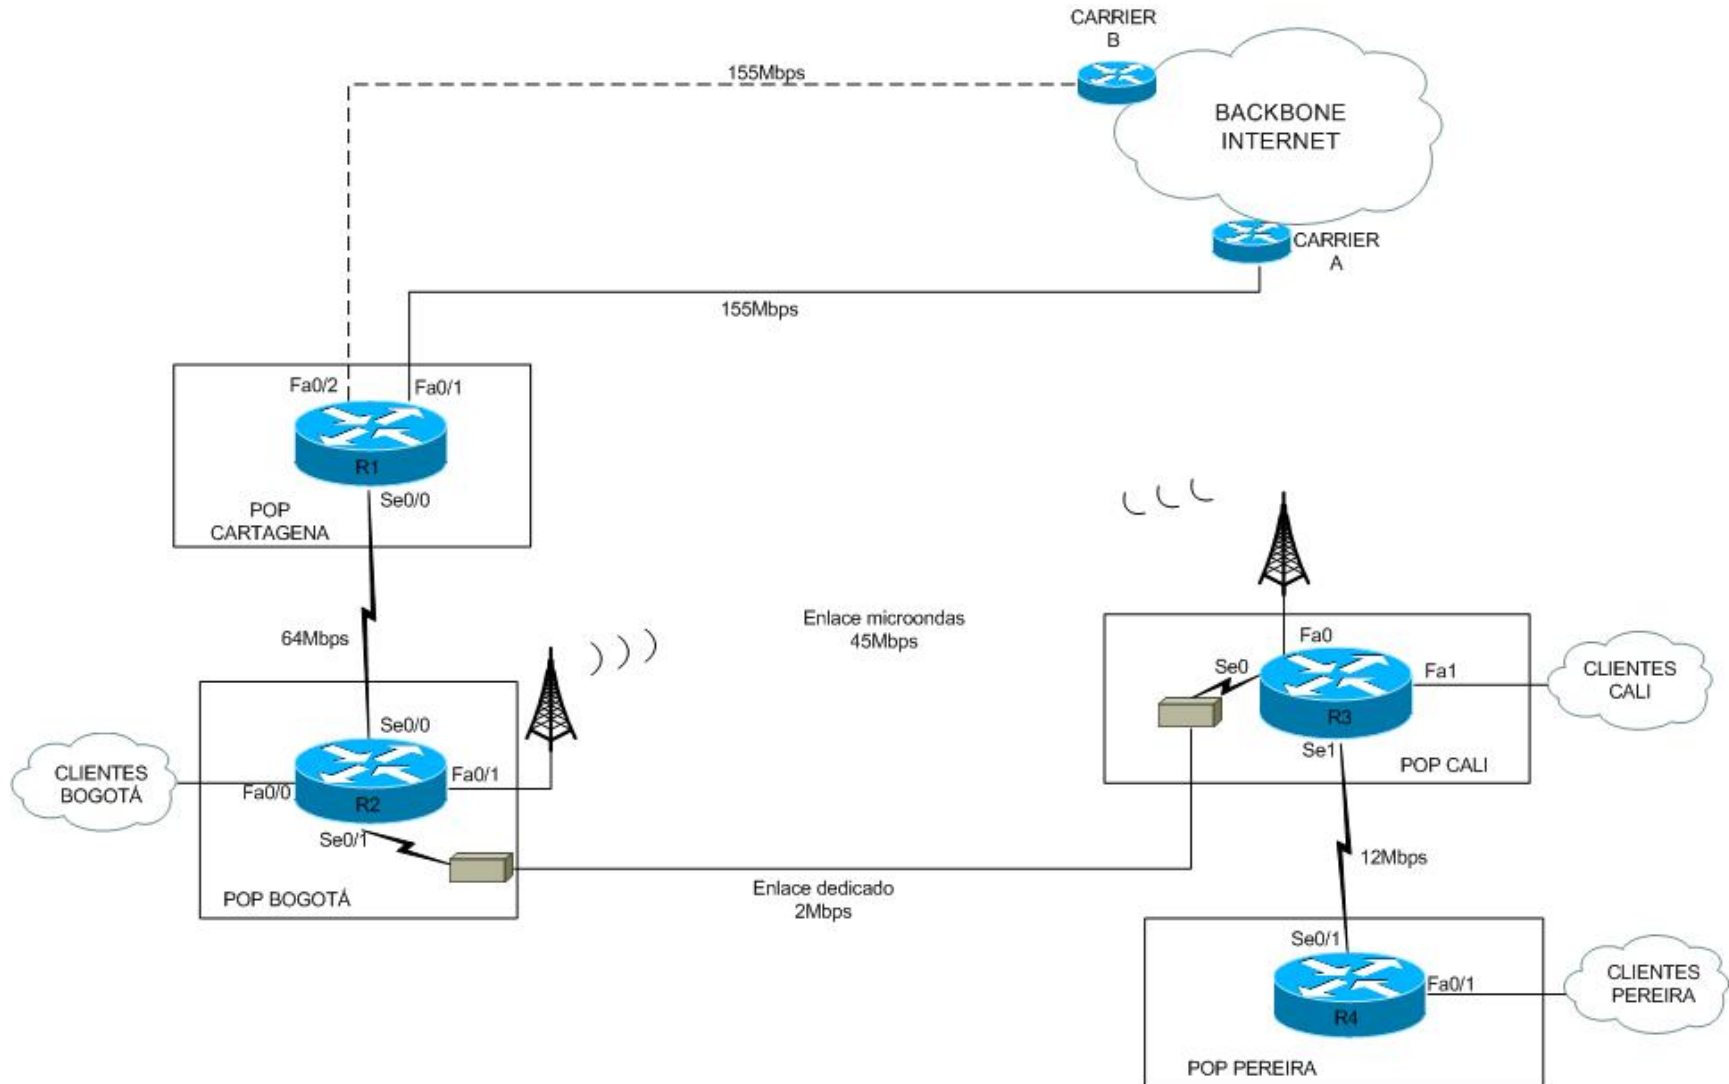 CARRIER
B
155Mbps
BACKBONE
INTERNET
CARRIER
A
155Mbps
Fa0/2
Fa0/1
R1
Se0/0
POP
CARTAGENA
64Mbps
Enlace microondas
45Mbps
Fa0
Se0
Fa1
CLIENTES
CALI
R3
Se1
POP CALI
Se0/0
CLIENTES
BOGOTÁ
Fa0/0
Fa0/1
R2
Se0/1
POP BOGOTÁ
Enlace dedicado
2Mbps
12Mbps
Se0/1
Fa0/1
CLIENTES
PEREIRA
R4
POP PEREIRA